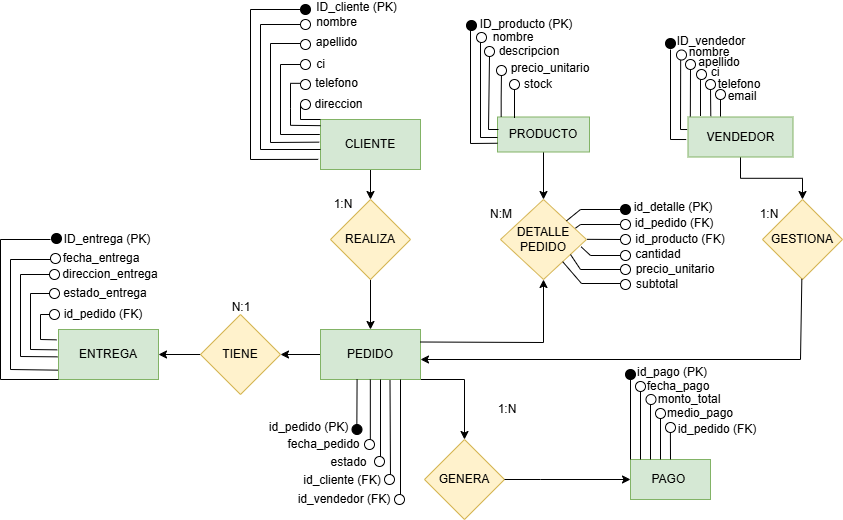 ID_cliente (PK)
nombre
apellido
ci
telefono
direccion
CLIENTE
ID_producto (PK)
nombre
descripcion
precio_unitario
stock
PRODUCTO
ID_vendedor
nombre
apellido
ci
telefono
email
VENDEDOR
1:N
REALIZA
N:M
DETALLE
PEDIDO
id_detalle (PK)
id_pedido (FK)
id_producto (FK)
cantidad
precio_unitario
subtotal
1:N
GESTIONA
ID_entrega (PK)
fecha_entrega
direccion_entrega
estado_entrega
id_pedido (FK)
ENTREGA
N:1
TIENE
PEDIDO
id_pedido (PK)
fecha_pedido
estado
id_cliente (FK)
id_vendedor (FK)
1:N
GENERA
id_pago (PK)
fecha_pago
monto_total
medio_pago
id_pedido (FK)
PAGO